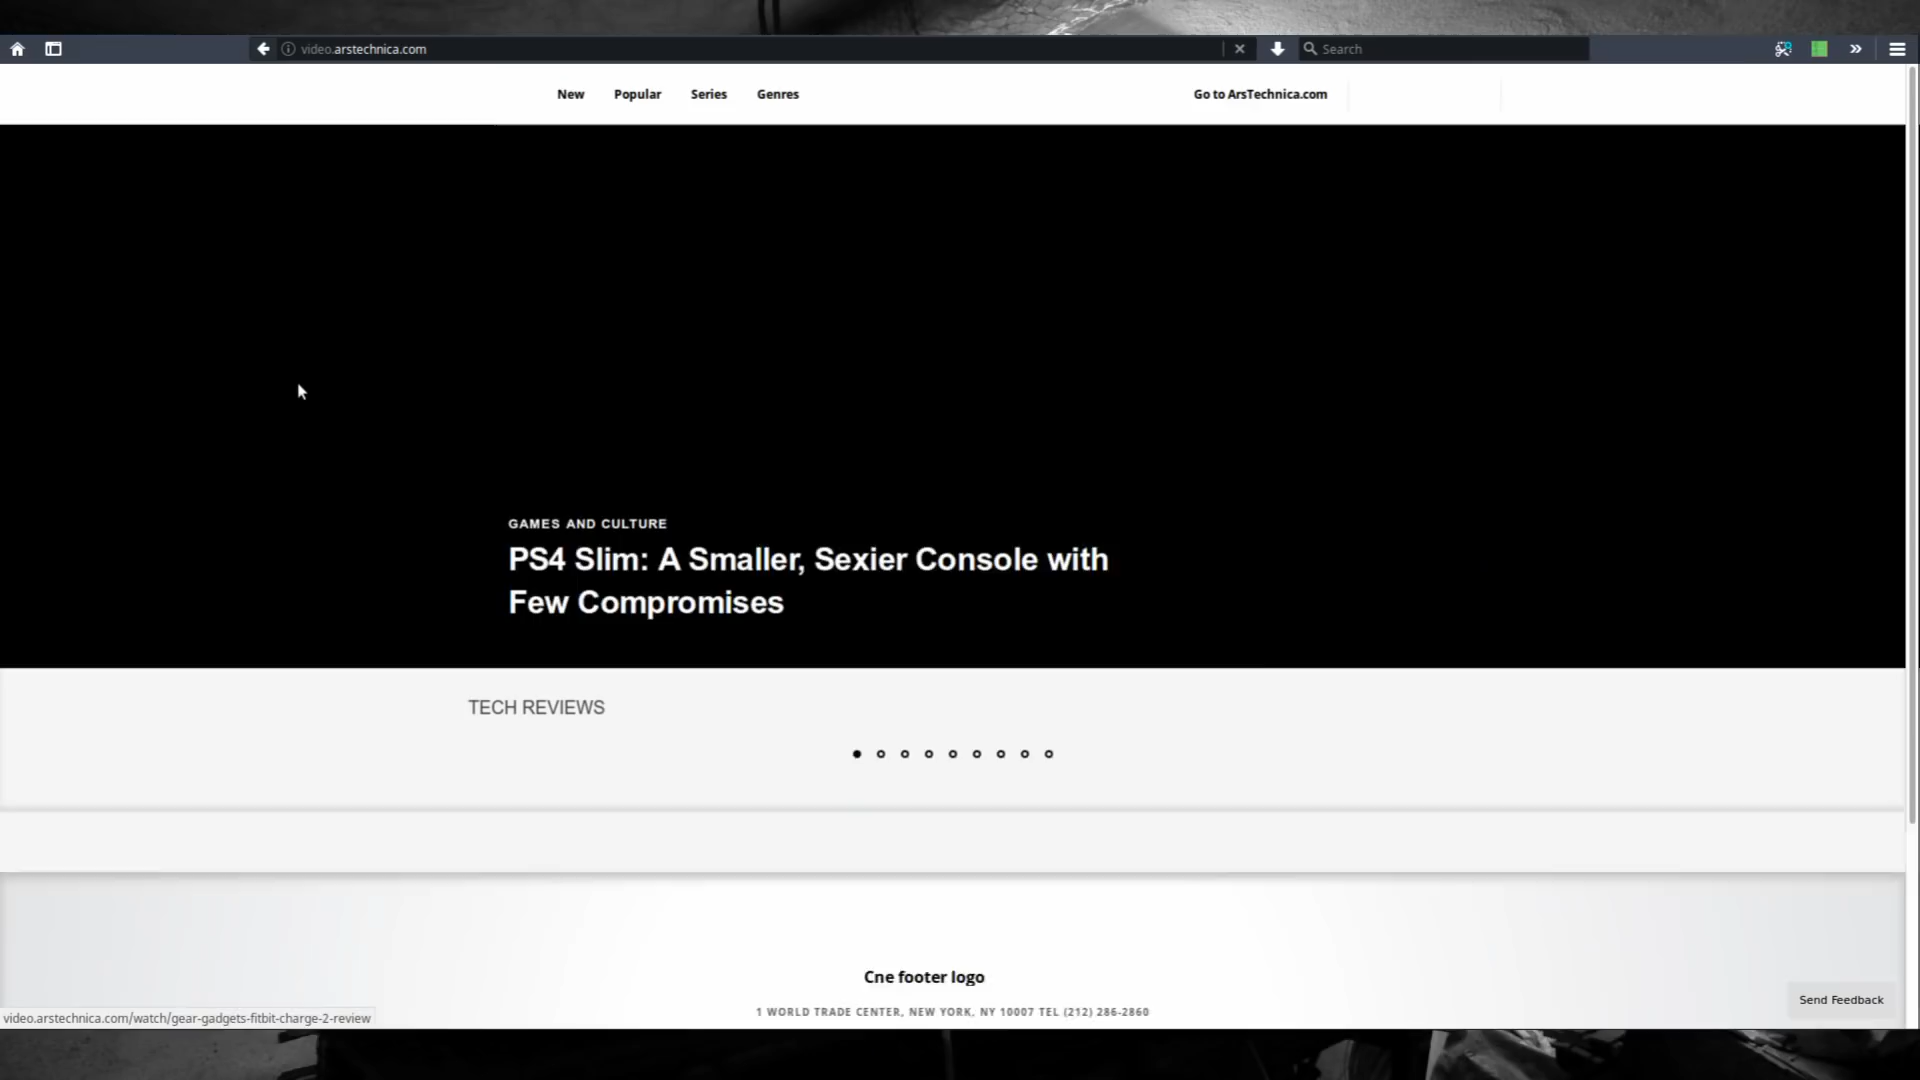 video.arstechnica.com
Search
New Popular Series Genres
Go to ArsTechnica.com
GAMES AND CULTURE
PS4 Slim: A Smaller, Sexier Console with
Few Compromises
TECH REVIEWS
Cne footer logo
1 WORLD TRADE CENTER, NEW YORK, NY 10007 TEL (212) 286-2860
Send Feedback
video.arstechnica.com/watch/gear-gadgets-fitbit-charge-2-review